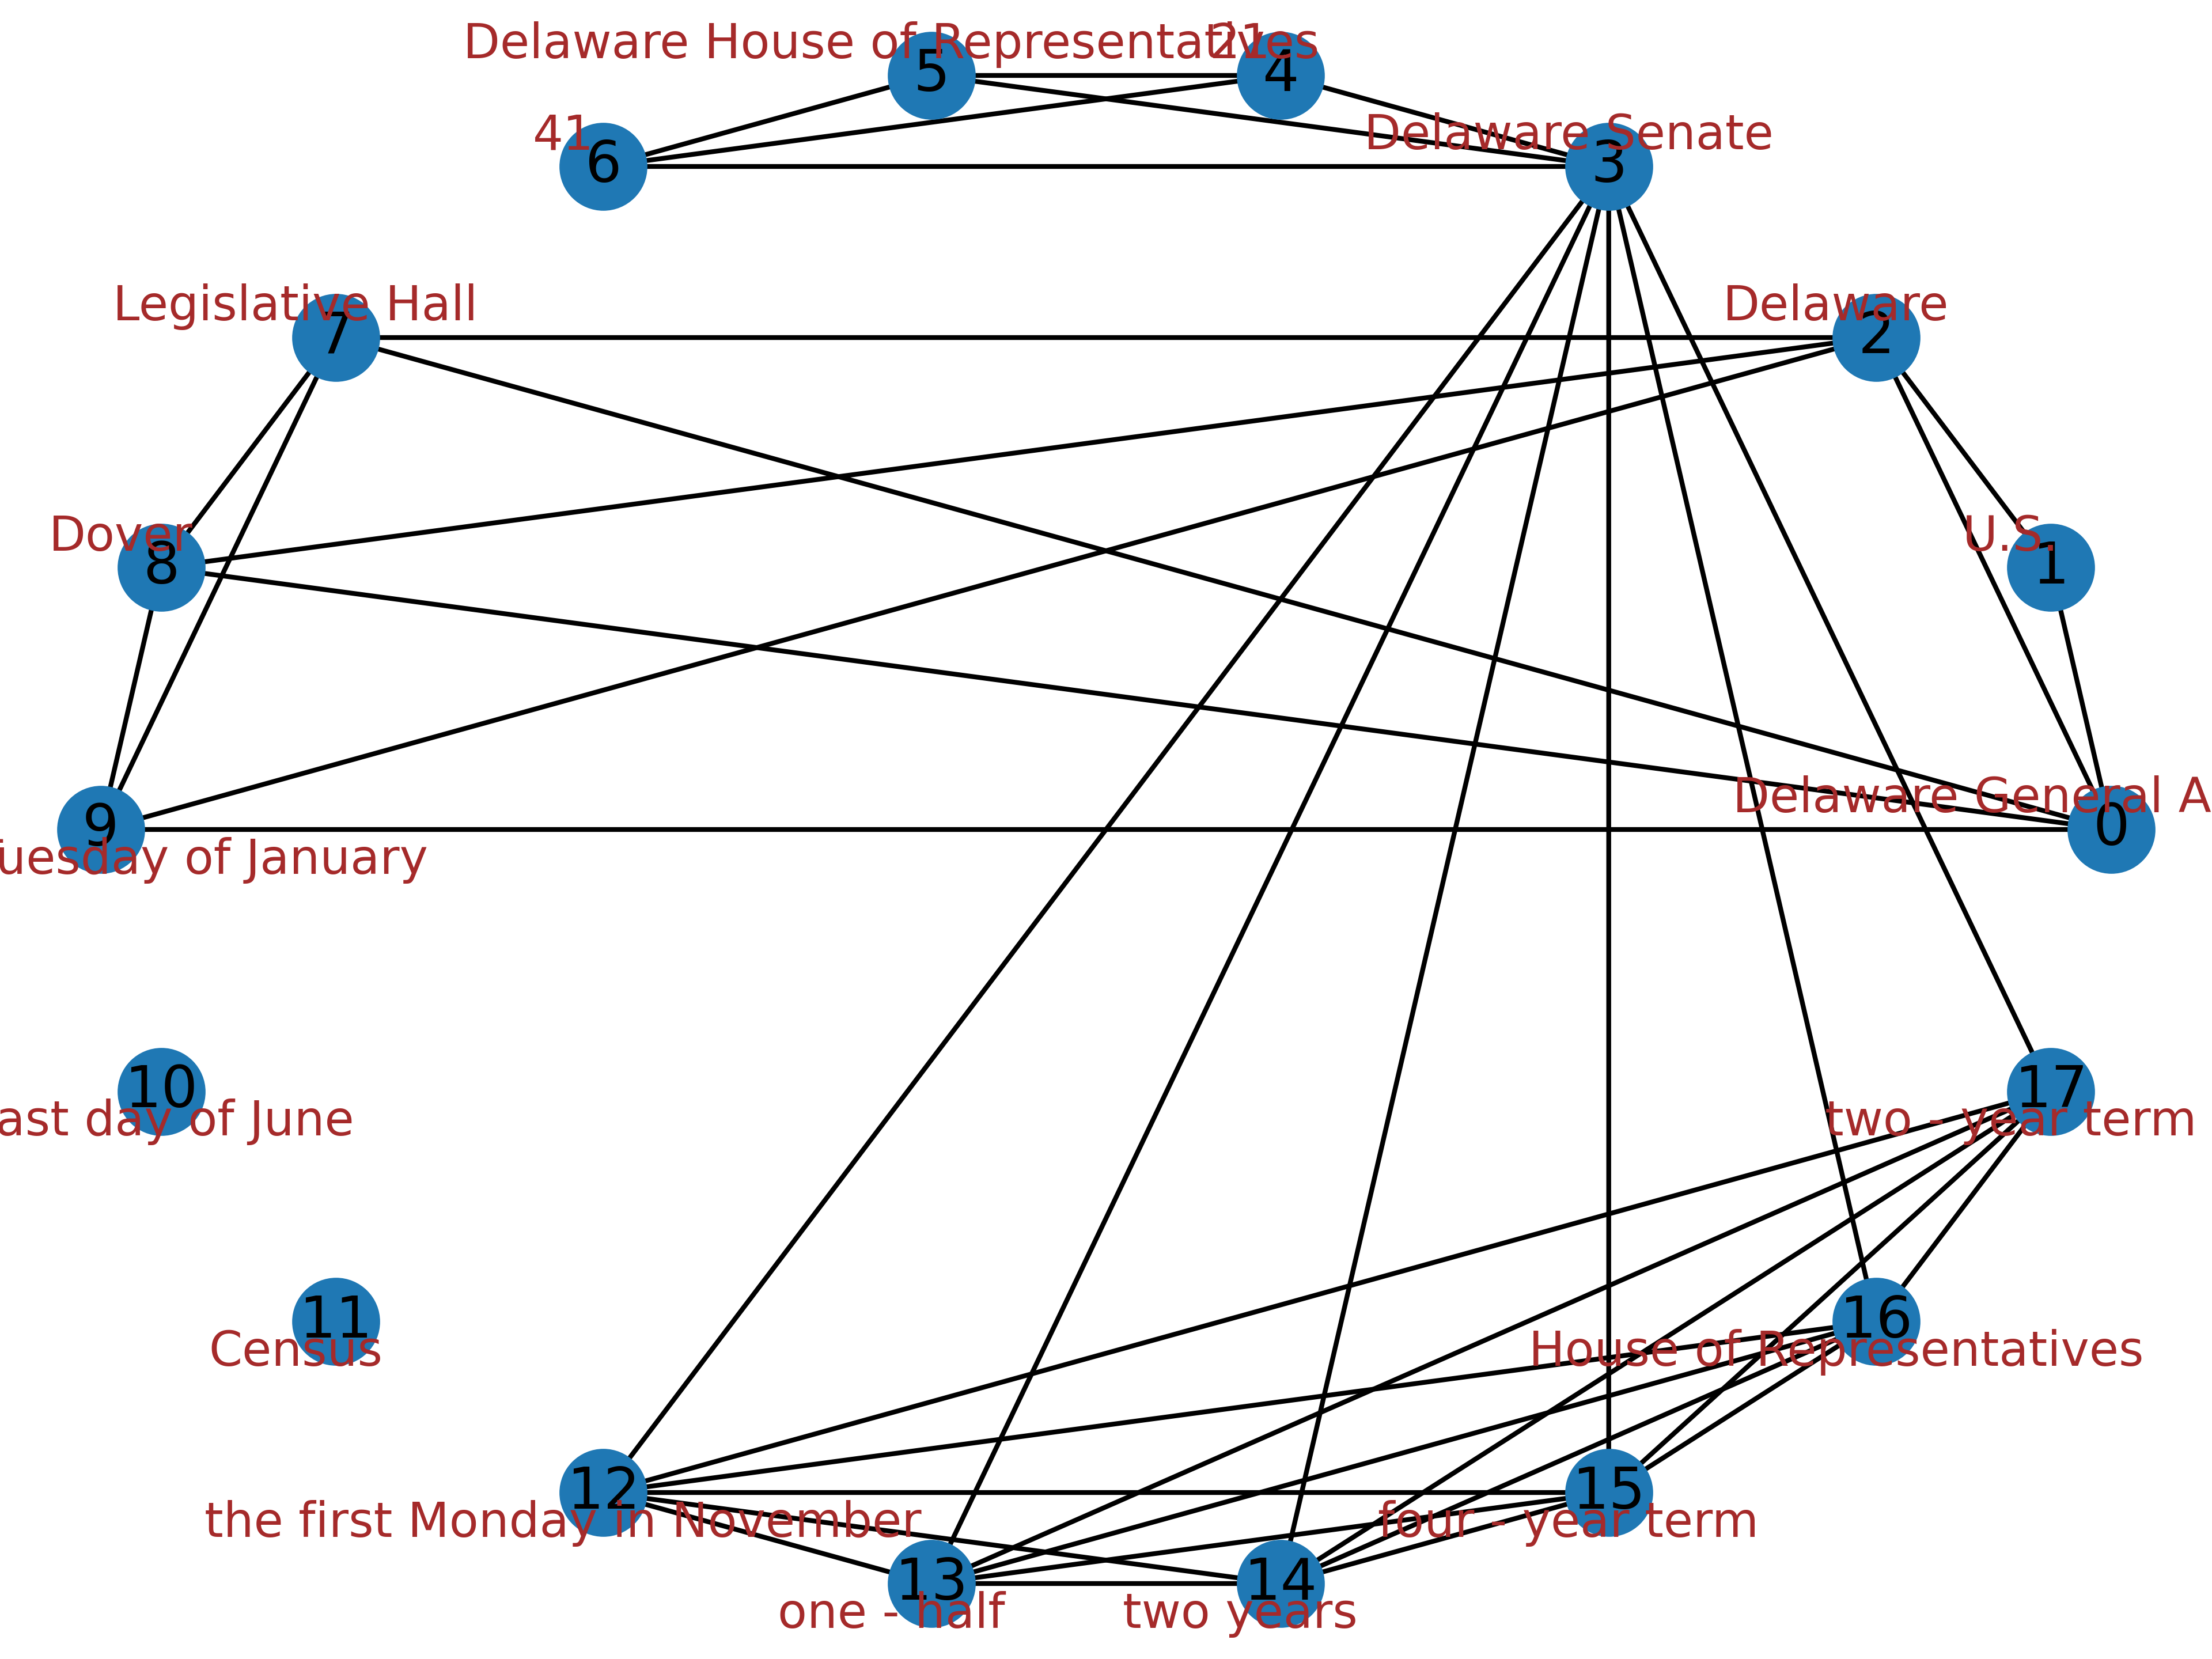 Delaware House of Representatives
21
5
4
41
Delaware Senate
6
3
Legislative Hall
Delaware
7
2
Dover
U.S.
8
1
Delaware General A
9
0
uesday of January
10
17
ast day of June
two - year term
11
16
Census
House of Representatives
12
15
the first Monday in November
four - year term
13
14
one - half
two years